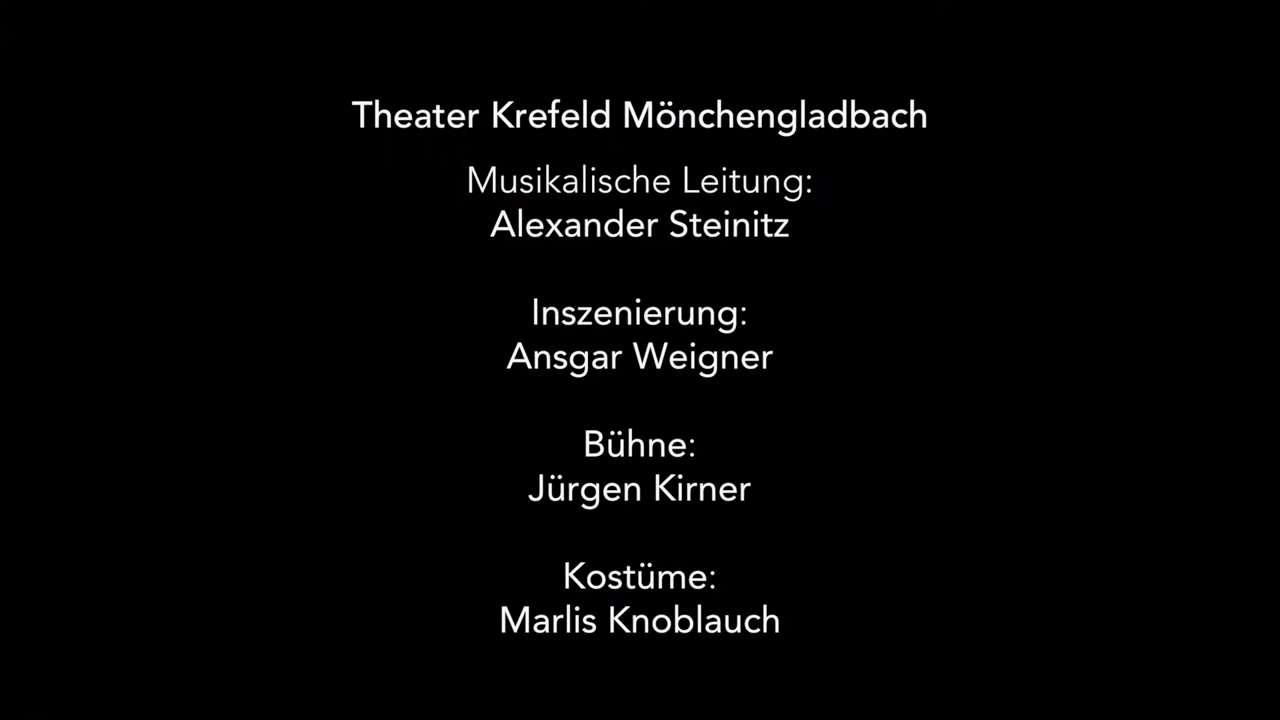 Theater Krefeld Mönchengladbach
Musikalische Leitung:
Alexander Steinitz
Inszenierung:
Ansgar Weigner
Bühne:
Jürgen Kirner
Kostüme:
Marlis Knoblauch